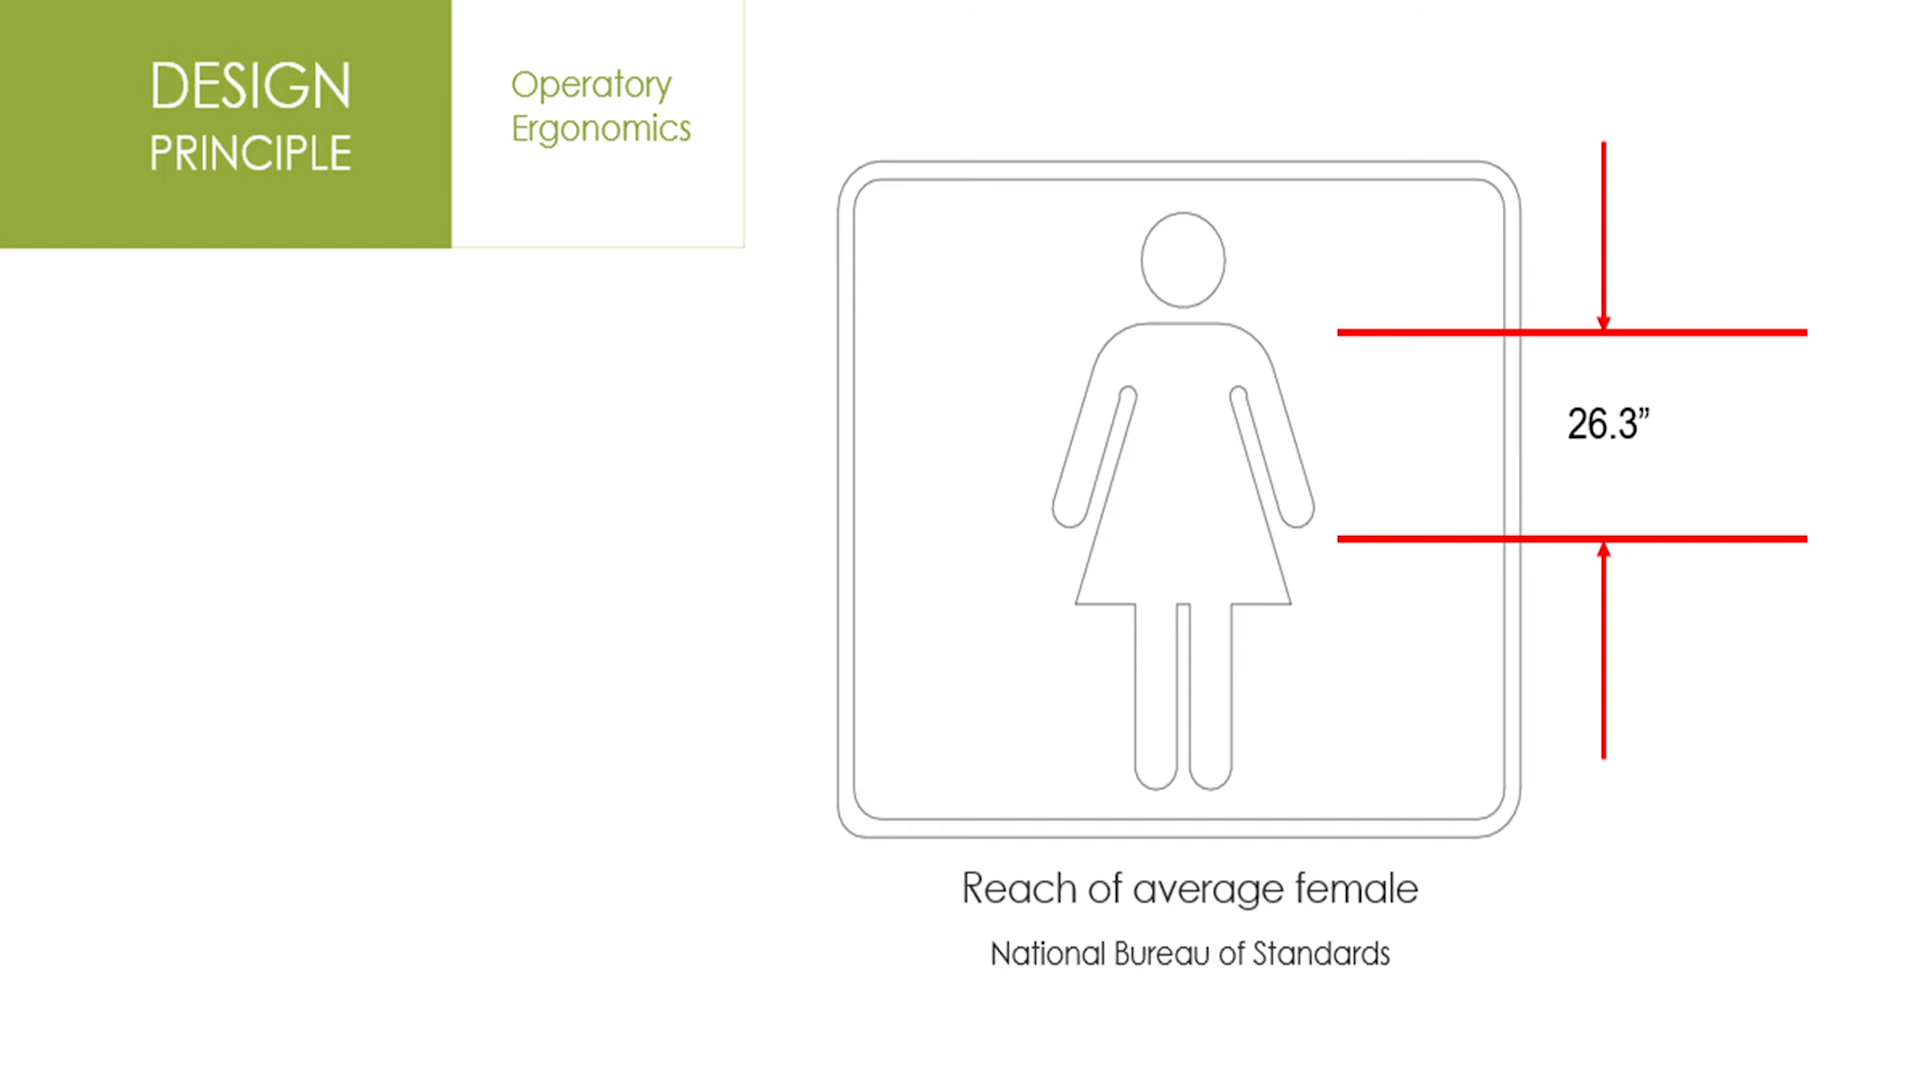 DESIGN
PRINCIPLE
Operatory
Ergonomics
26.3”
Reach of average female
National Bureau of Standards